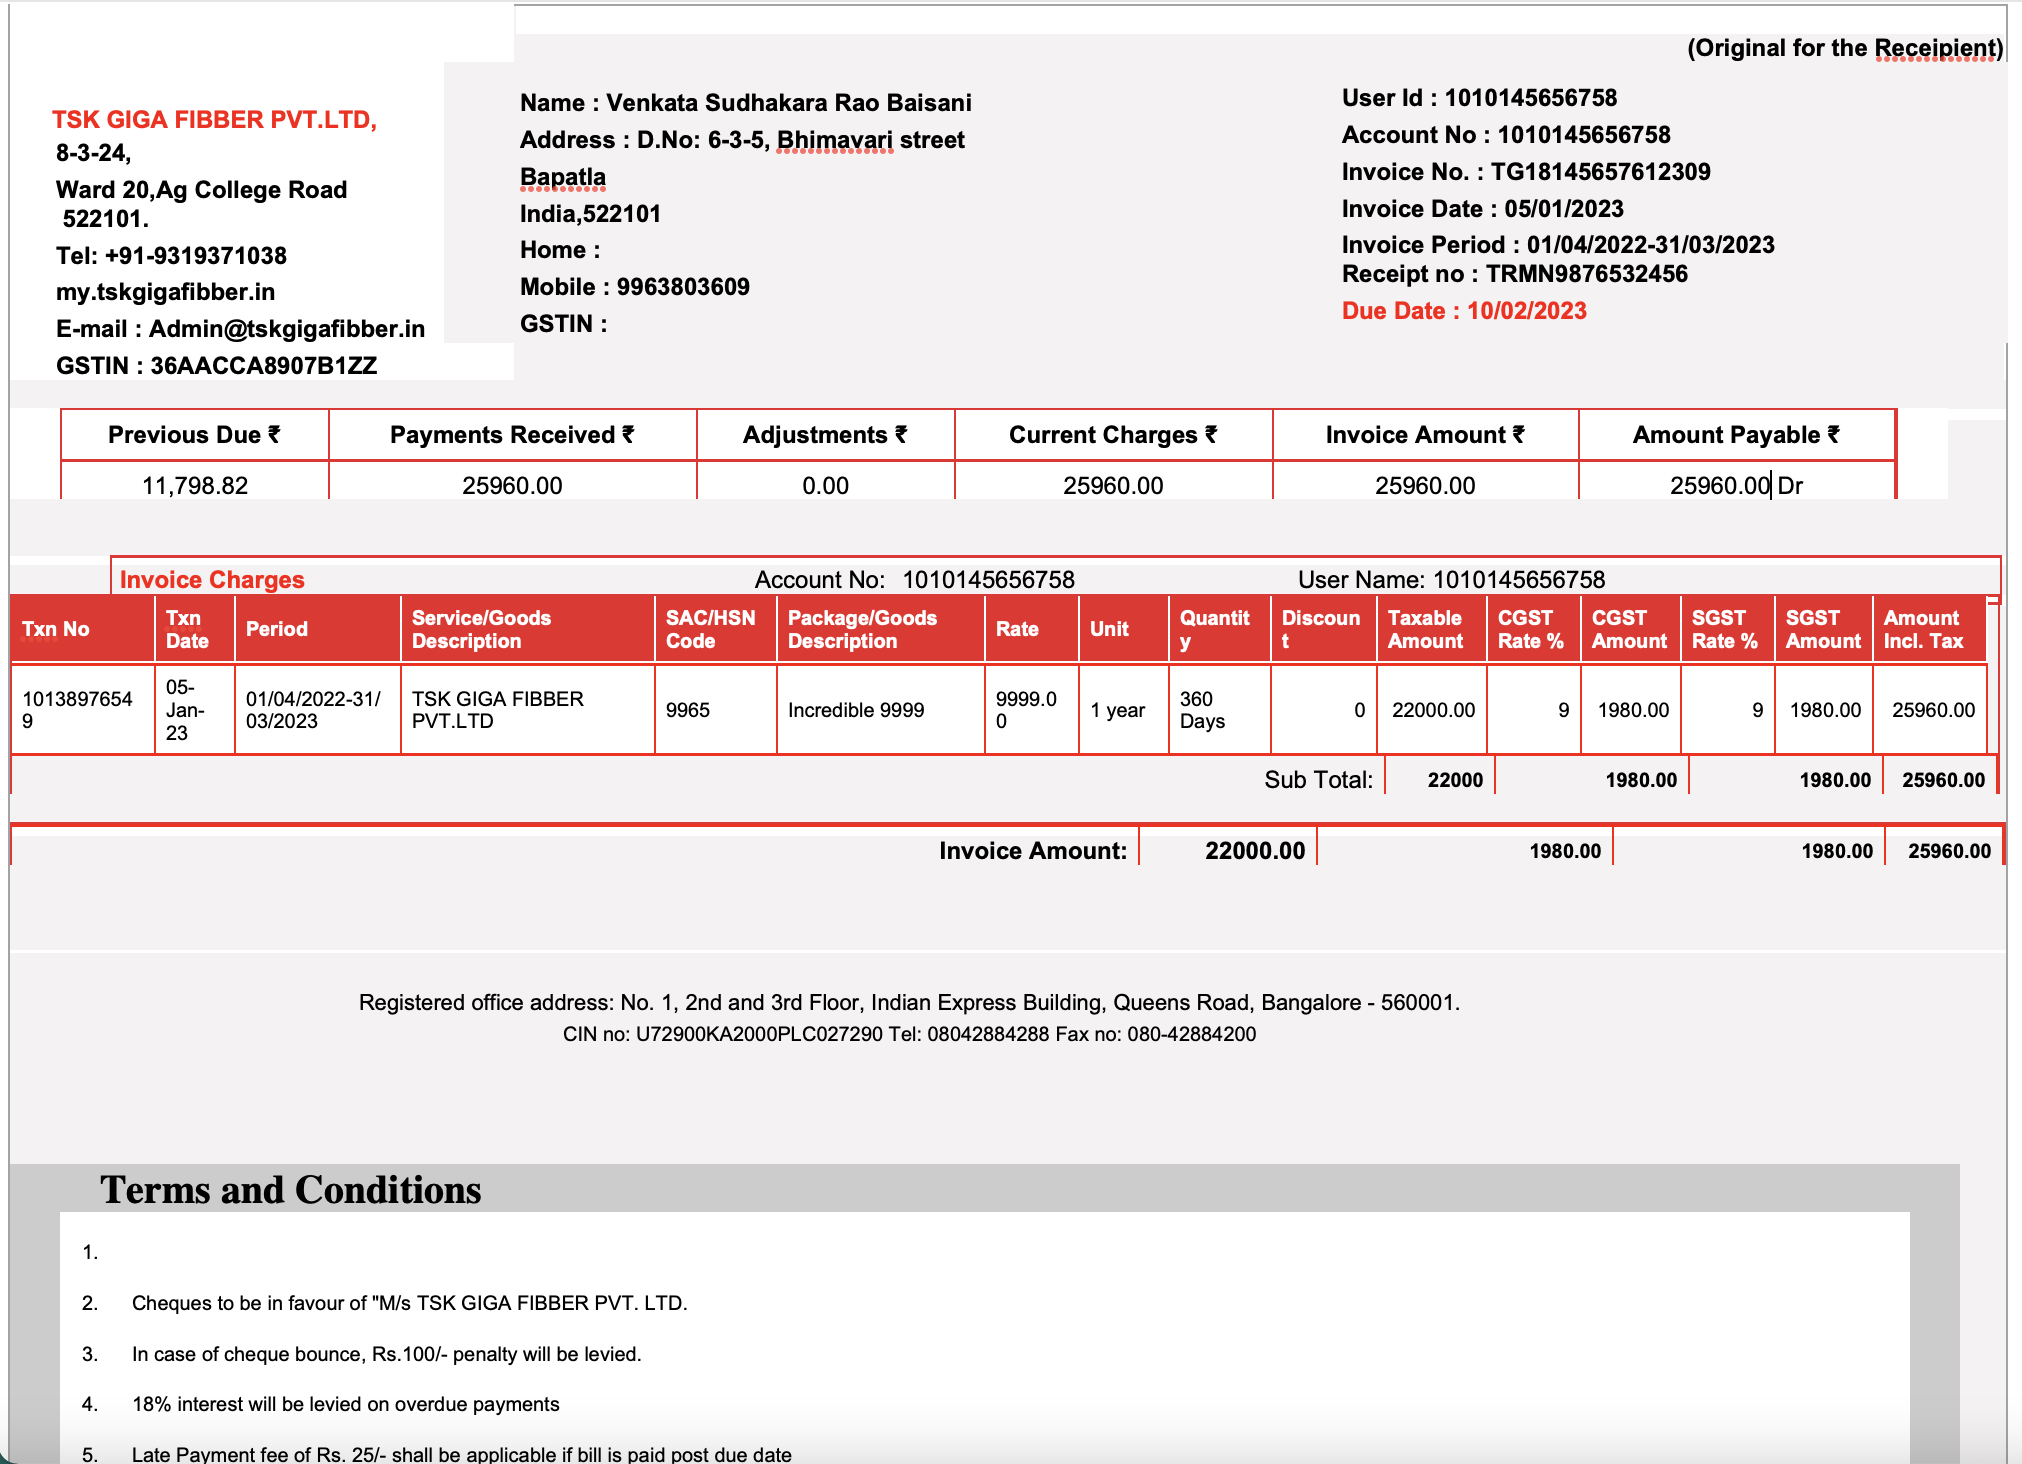 (Original for the Receipient)
TSK GIGA FIBBER PVT.LTD,
8-3-24,
Ward 20,Ag College Road
522101.
Tel: +91-9319371038
my.tskgigafibber.in
E-mail : Admin@tskgigafibber.in
GSTIN : 36AACCA8907B1ZZ
Name : Venkata Sudhakara Rao Baisani
Address : D.No: 6-3-5, Bhimavari street
Bapatla
India,522101
Home :
Mobile : 9963803609
GSTIN :
User Id : 1010145656758
Account No : 1010145656758
Invoice No. : TG18145657612309
Invoice Date : 05/01/2023
Invoice Period : 01/04/2022-31/03/2023
Receipt no : TRMN9876532456
Due Date : 10/02/2023
Previous Due ₹ Payments Received ₹ Adjustments ₹ Current Charges ₹ Invoice Amount ₹ Amount Payable ₹
11,798.82 25960.00 0.00 25960.00 25960.00 25960.00 Dr
Invoice Charges Account No: 1010145656758 User Name: 1010145656758
Txn No
Txn
Date
Period
Service/Goods
Description
SAC/HSN
Code
Package/Goods
Description
Rate
Unit
Quantit
y
Discoun
t
Taxable
Amount
CGST
Rate %
CGST
Amount
SGST
Rate %
SGST
Amount
Amount
Incl. Tax
1013897654
9
05-
Jan-
23
01/04/2022-31/
03/2023
TSK GIGA FIBBER
PVT.LTD
9965
Incredible 9999
9999.0
0
1 year
360
Days
0
22000.00
9
1980.00
9
1980.00
25960.00
Sub Total: 22000 1980.00 1980.00 25960.00
Invoice Amount: 22000.00 1980.00 1980.00 25960.00
Registered office address: No. 1, 2nd and 3rd Floor, Indian Express Building, Queens Road, Bangalore - 560001.
CIN no: U72900KA2000PLC027290 Tel: 08042884288 Fax no: 080-42884200
Terms and Conditions
1.
2. Cheques to be in favour of "M/s TSK GIGA FIBBER PVT. LTD.
3. In case of cheque bounce, Rs.100/- penalty will be levied.
4. 18% interest will be levied on overdue payments
5. Late Payment fee of Rs. 25/- shall be applicable if bill is paid post due date